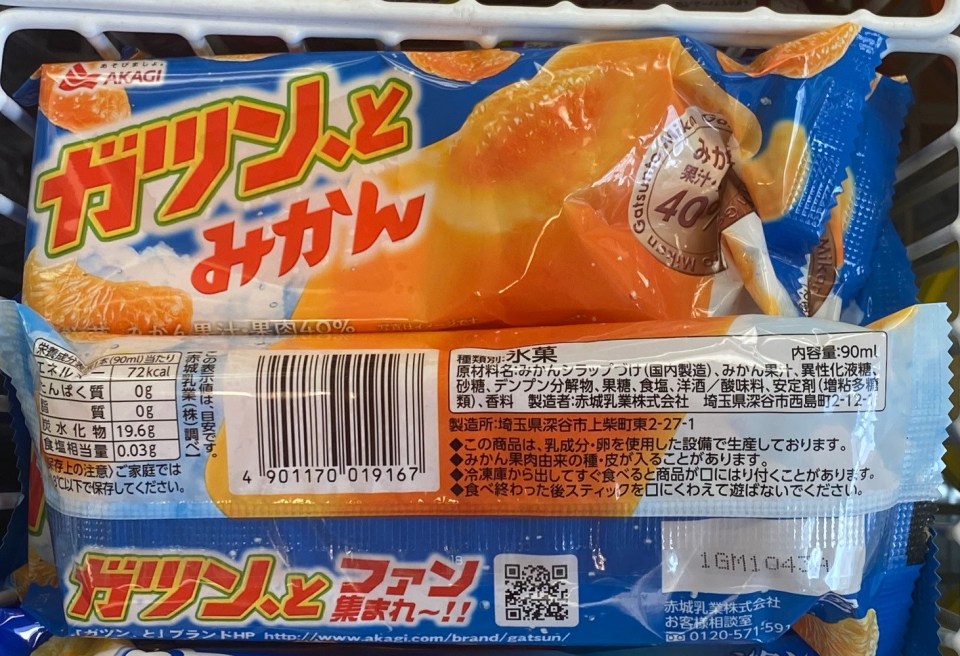 あそびましょ。
AKAGI
ガツン、と
みかん
Gatsunto Mikan
みか
果汁・
40%
みかん果汁・果肉40%
栄養成分 本(90ml)当たり
エネルギー 72kcal
たんぱく質 0g
脂質 0g
炭水化物 19.6g
食塩相当量 0.03g
この表示値は、目安です。
赤城乳業(株)調べ
保存上の注意)ご家庭では
℃以下で保存してください。
4 901170 019167
種類別:氷菓 内容量:90ml
原材料名:みかんシラップづけ(国内製造)、みかん果汁、異性化液糖、
砂糖、デンプン分解物、果糖、食塩、洋酒/酸味料、安定剤(増粘多糖
類)、香料 製造者:赤城乳業株式会社 埼玉県深谷市西島町2-12-1
製造所:埼玉県深谷市上柴町東2-27-1
◆この商品は、乳成分・卵を使用した設備で生産しております。
◆みかん果肉由来の種・皮が入ることがあります。
◆冷凍庫から出してすぐ食べると商品が口にはり付くことがあります。
◆食べ終わった後スティックを口にくわえて遊ばないでください。
ガツン、と ファン
集まれ〜!!
「ガツン、と」ブランドHP http://www.akagi.com/brand/gatsun/
赤城乳業株式会社
お客様相談室
0120-571-591